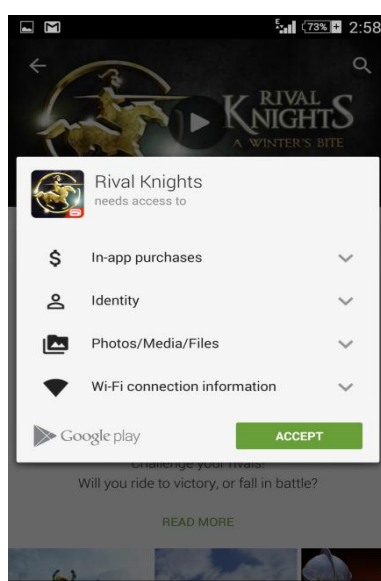 73%
2:58
RIVAL
KNIGHTS
A WINTER'S BITE
Rival Knights
needs access to
$
In-app purchases
Identity
Photos/Media/Files
Wi-Fi connection information
Google play
ACCEPT
Challenge your rivals!
Will you ride to victory, or fall in battle?
READ MORE